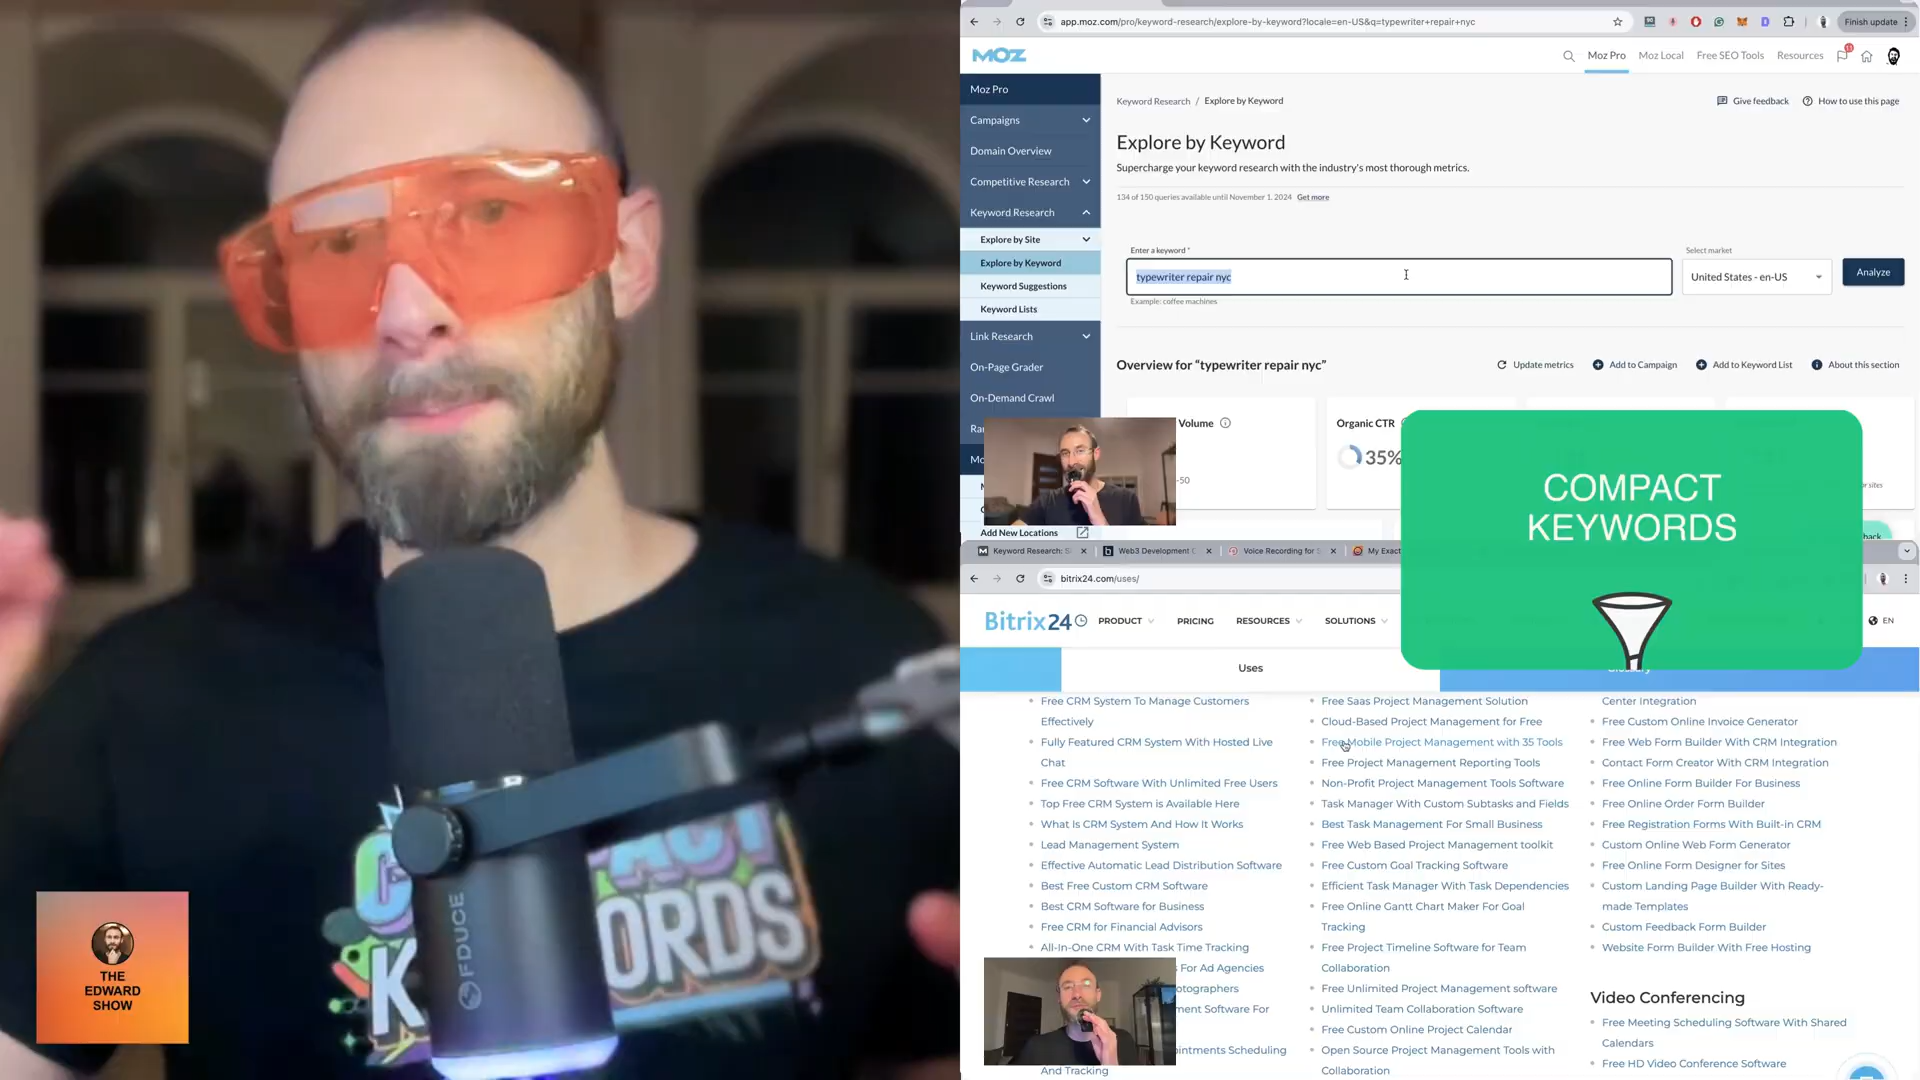 THE
EDWARD
SHOW
FDUCE
ORDS
app.moz.com/pro/keyword-research/explore-by-keyword?locale=en-US&q=typewriter+repair+nyc
Finish update
MOZ
Moz Pro
Moz Local
Free SEO Tools
Resources
11
Moz Pro
Campaigns
Domain Overview
Competitive Research
Keyword Research
Explore by Site
Explore by Keyword
Keyword Suggestions
Keyword Lists
Link Research
On-Page Grader
On-Demand Crawl
Add New Locations
Keyword Research / Explore by Keyword
Give feedback
How to use this page
Explore by Keyword
Supercharge your keyword research with the industry's most thorough metrics.
134 of 150 queries available until November 1, 2024 Get more
Enter a keyword *
typewriter repair nyc
Example: coffee machines
Select market
United States - en-US
Analyze
Overview for “typewriter repair nyc”
Update metrics
Add to Campaign
Add to Keyword List
About this section
Volume
-50
Organic CTR
35%
COMPACT
KEYWORDS
Keyword Research: S
Web3 Development
Voice Recording for S
My Exact
bitrix24.com/uses/
Bitrix24
PRODUCT
PRICING
RESOURCES
SOLUTIONS
EN
Uses
Free CRM System To Manage Customers
Effectively
Fully Featured CRM System With Hosted Live
Chat
Free CRM Software With Unlimited Free Users
Top Free CRM System is Available Here
What Is CRM System And How It Works
Lead Management System
Effective Automatic Lead Distribution Software
Best Free Custom CRM Software
Best CRM Software for Business
Free CRM for Financial Advisors
All-In-One CRM With Task Time Tracking
s For Ad Agencies
otographers
ment Software For
ointments Scheduling
And Tracking
Free Saas Project Management Solution
Cloud-Based Project Management for Free
Free Mobile Project Management with 35 Tools
Free Project Management Reporting Tools
Non-Profit Project Management Tools Software
Task Manager With Custom Subtasks and Fields
Best Task Management For Small Business
Free Web Based Project Management toolkit
Free Custom Goal Tracking Software
Efficient Task Manager With Task Dependencies
Free Online Gantt Chart Maker For Goal
Tracking
Free Project Timeline Software for Team
Collaboration
Free Unlimited Project Management software
Unlimited Team Collaboration Software
Free Custom Online Project Calendar
Open Source Project Management Tools with
Collaboration
Center Integration
Free Custom Online Invoice Generator
Free Web Form Builder With CRM Integration
Contact Form Creator With CRM Integration
Free Online Form Builder For Business
Free Online Order Form Builder
Free Registration Forms With Built-in CRM
Custom Online Web Form Generator
Free Online Form Designer for Sites
Custom Landing Page Builder With Ready-
made Templates
Custom Feedback Form Builder
Website Form Builder With Free Hosting
Video Conferencing
Free Meeting Scheduling Software With Shared
Calendars
Free HD Video Conference Software